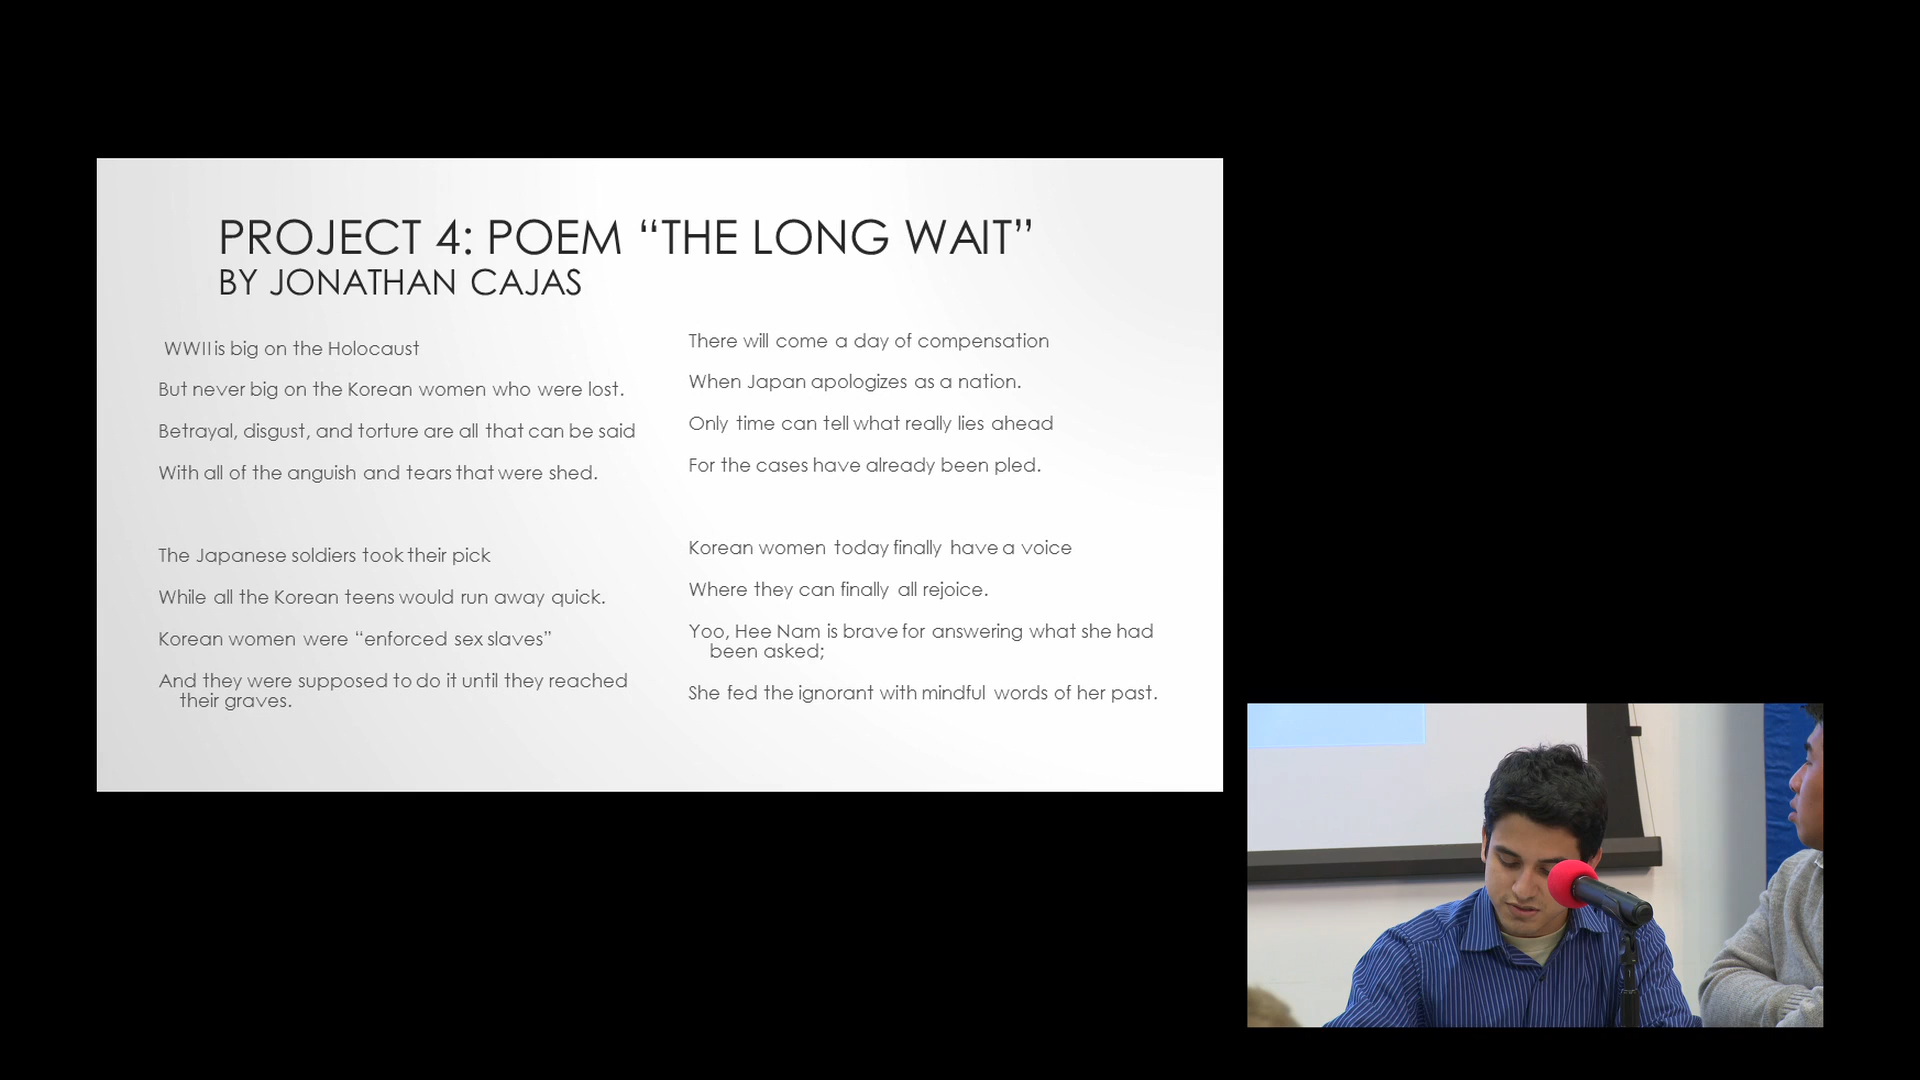 PROJECT 4: POEM “THE LONG WAIT”
BY JONATHAN CAJAS
WWII is big on the Holocaust
But never big on the Korean women who were lost.
Betrayal, disgust, and torture are all that can be said
With all of the anguish and tears that were shed.
The Japanese soldiers took their pick
While all the Korean teens would run away quick.
Korean women were “enforced sex slaves”
And they were supposed to do it until they reached
their graves.
There will come a day of compensation
When Japan apologizes as a nation.
Only time can tell what really lies ahead
For the cases have already been pled.
Korean women today finally have a voice
Where they can finally all rejoice.
Yoo, Hee Nam is brave for answering what she had
been asked;
She fed the ignorant with mindful words of her past.